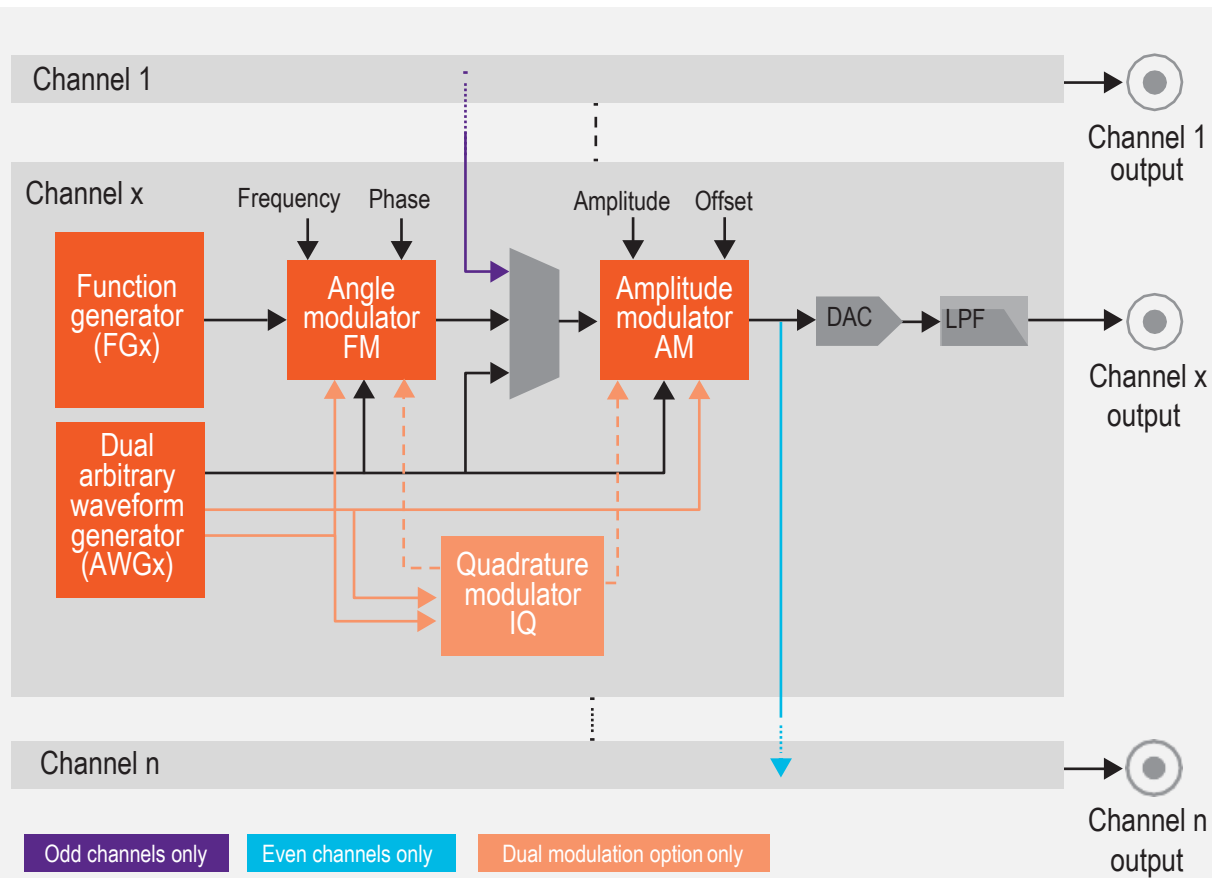 Channel 1
Channel 1
output
Channel x
Frequency
Phase
Amplitude
Offset
Function
generator
(FGx)
Angle
modulator
FM
Amplitude
modulator
AM
DAC
LPF
Channel x
output
Dual
arbitrary
waveform
generator
(AWGx)
Quadrature
modulator
IQ
Channel n
Channel n
output
Odd channels only
Even channels only
Dual modulation option only